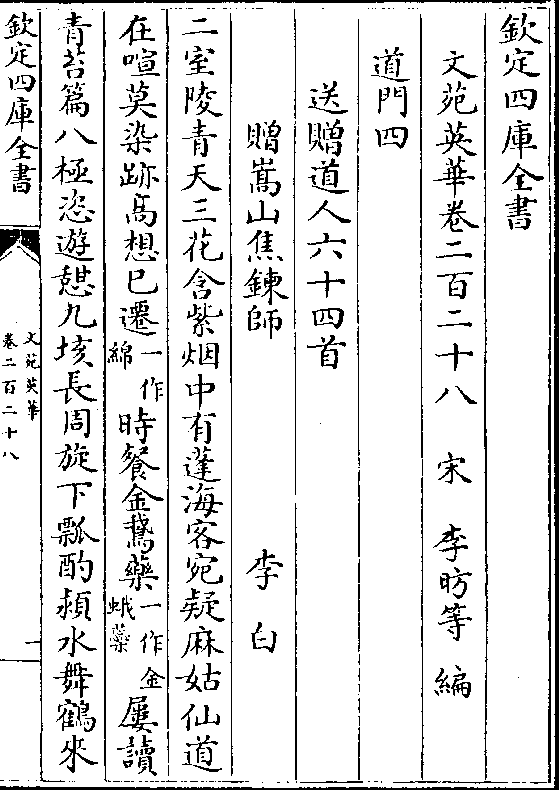 欽定四庫全書
文苑英華卷二百二十八 宋 李昉等 編
道門四
送贈道人六十四首
贈嵩山焦鍊師 李白
二室陵青天三花含紫烟中有蓬海客宛疑麻姑仙道
在喧莫染跡高想已遷一作綿時餐金鵞藥一作金蛾藥屢讀
青苔篇八極恣遊憇九垓長周旋下瓢酌潁水舞鶴來
欽定四庫全書
文苑英華
卷二百二十八
一